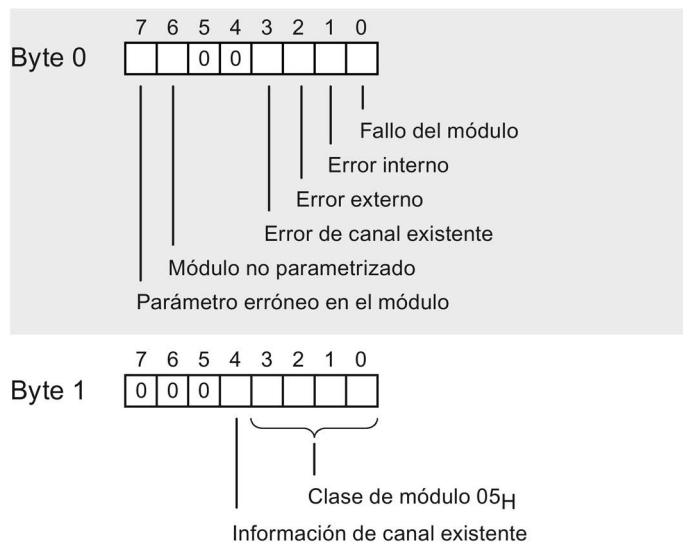 7 6 5 4 3 2 1 0
Byte 0
0 0
Fallo del módulo
Error interno
Error externo
Error de canal existente
Módulo no parametrizado
Parámetro erróneo en el módulo
7 6 5 4 3 2 1 0
Byte 1
0 0 0
Clase de módulo 05H
Información de canal existente